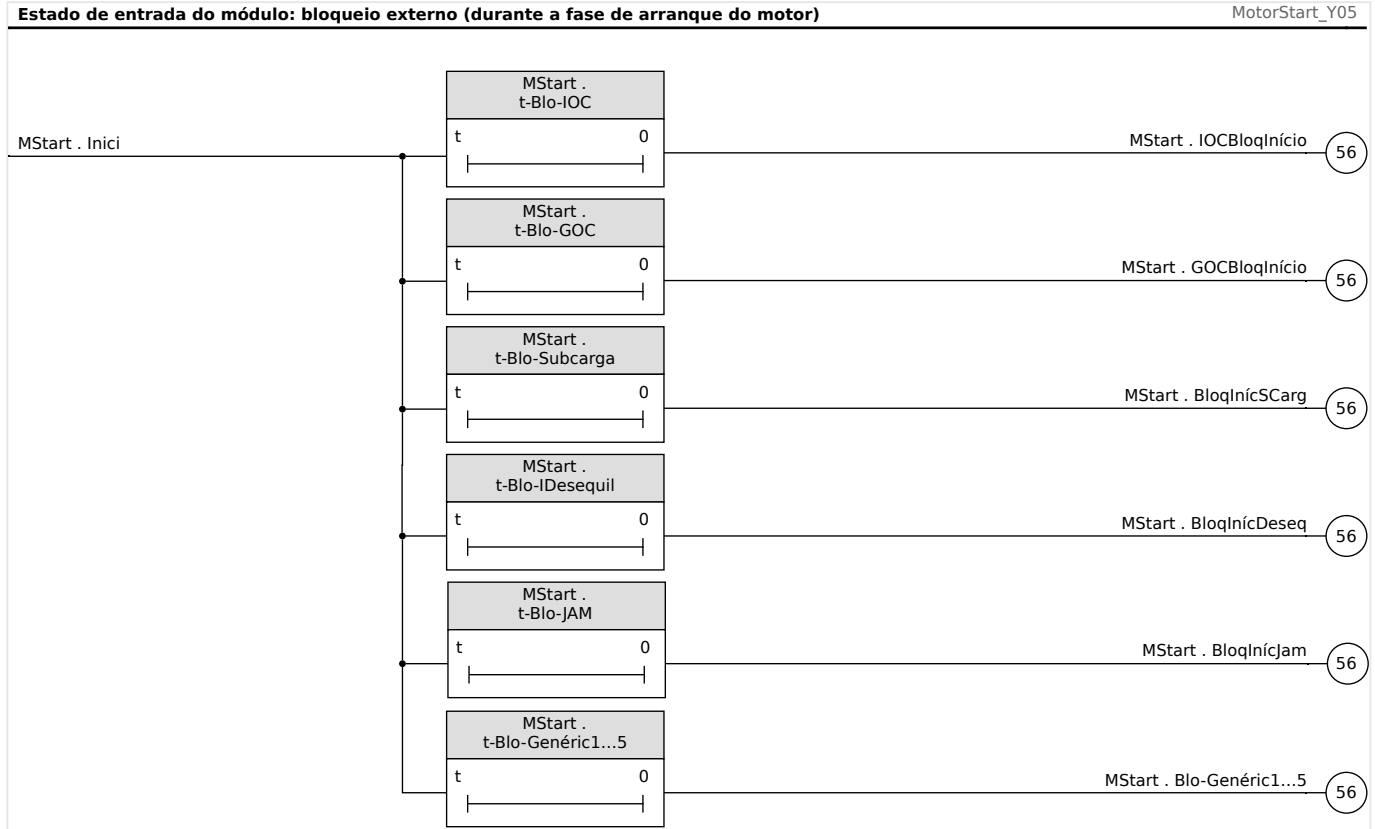 Estado de entrada do módulo: bloqueio externo (durante a fase de arranque do motor)
MotorStart_Y05
MStart . Inici
MStart .
t-Blo-IOC
t 0
MStart . IOCBloqInício
56
MStart .
t-Blo-GOC
t 0
MStart . GOCBloqInício
56
MStart .
t-Blo-Subcarga
t 0
MStart . BloqInícSCarg
56
MStart .
t-Blo-IDesequil
t 0
MStart . BloqInícDeseq
56
MStart .
t-Blo-JAM
t 0
MStart . BloqInícJam
56
MStart .
t-Blo-Genéric1...5
t 0
MStart . Blo-Genéric1...5
56